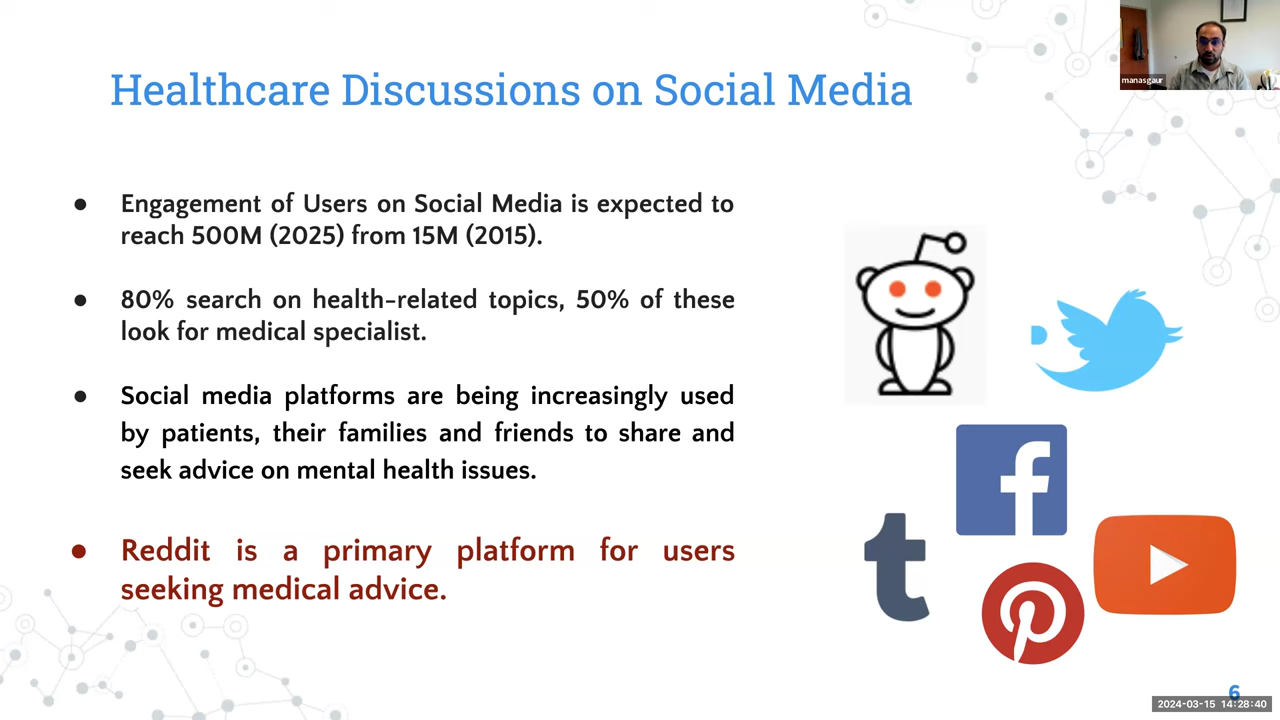 manasgaur
Healthcare Discussions on Social Media
● Engagement of Users on Social Media is expected to
reach 500M (2025) from 15M (2015).
● 80% search on health-related topics, 50% of these
look for medical specialist.
● Social media platforms are being increasingly used
by patients, their families and friends to share and
seek advice on mental health issues.
● Reddit is a primary platform for users
seeking medical advice.
6
2024-03-15 14:28:40